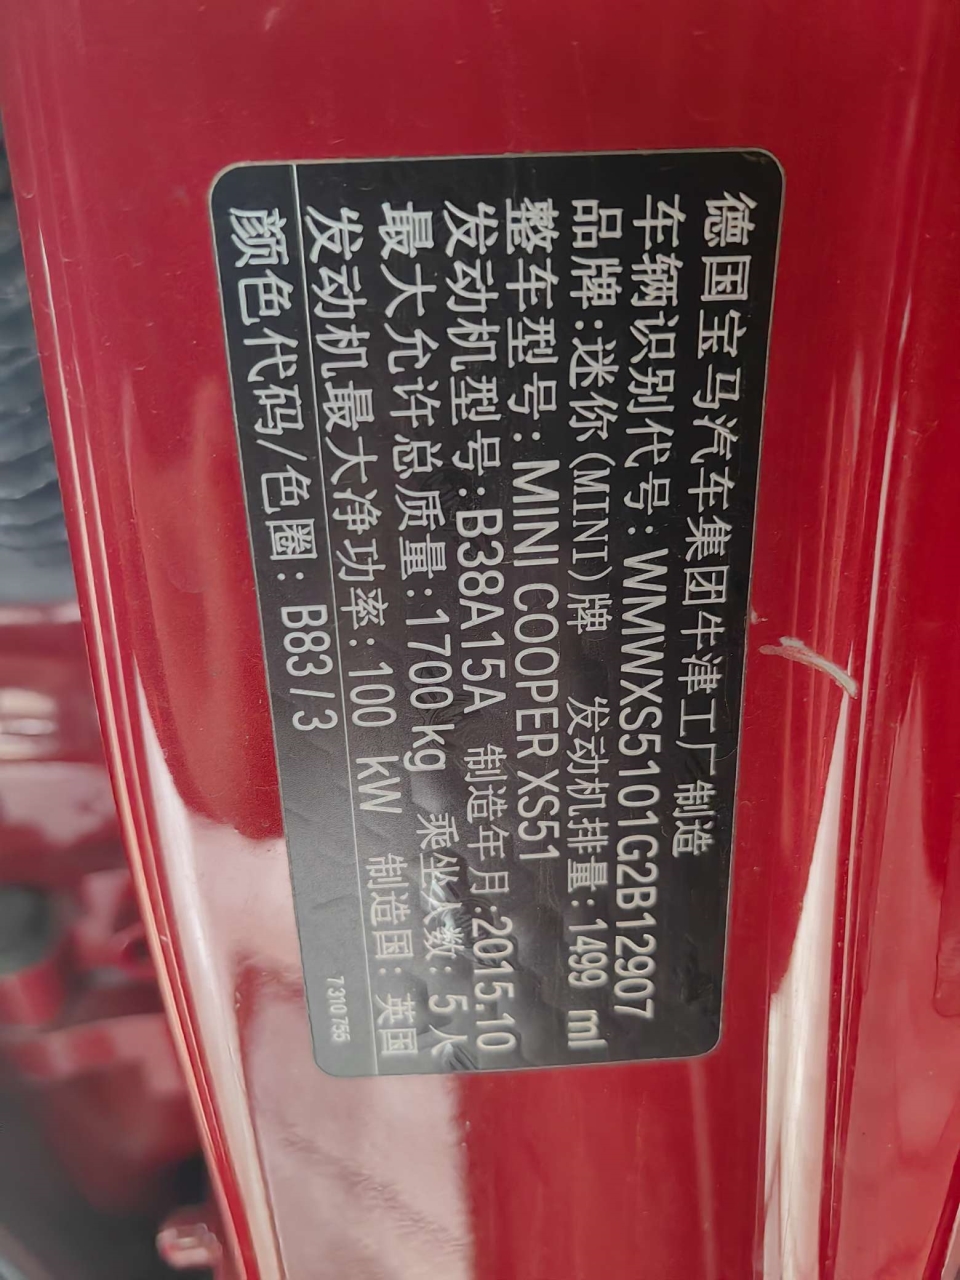 德国宝马汽车集团牛津工厂制造
车辆识别代号: WMWXS5101G2B12907
品牌:迷你(MINI)牌 发动机排量: 1499 ml
整车型号: MINI COOPER XS51
发动机型号:B38A15A 制造年月:2015.10
最大允许总质量:1700kg 乘坐人数: 5人
发动机最大净功率: 100 kW 制造国: 英国
颜色代码/色圈: B83/3
7 310 755